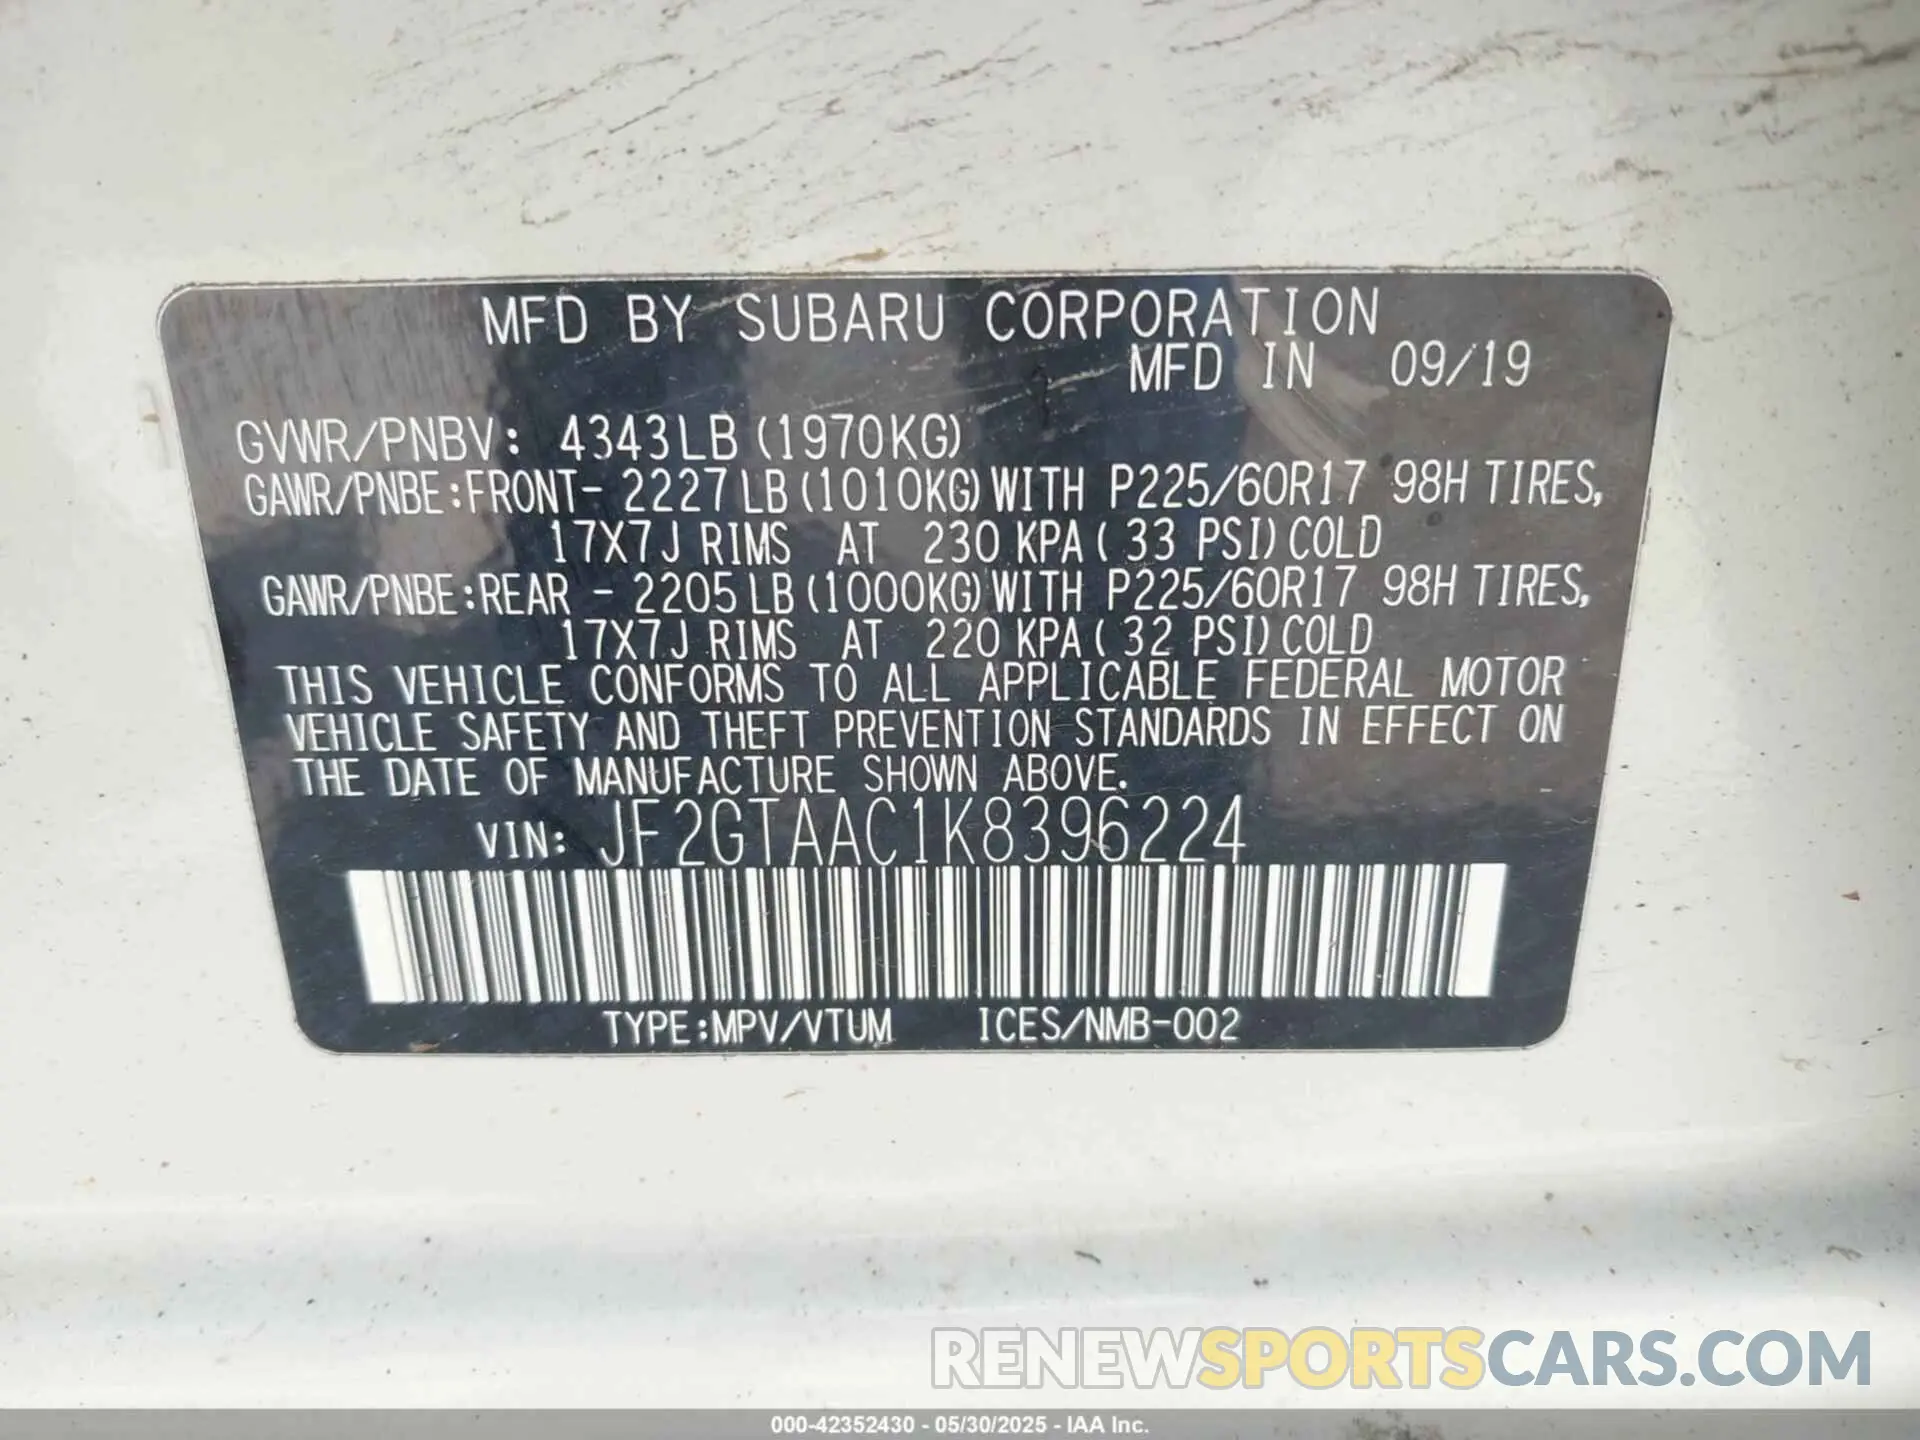 MFD BY SUBARU CORPORATION
MFD IN 09/19
GVWR/PNBV: 4343LB (1970KG)
GAWR/PNBE:FRONT- 2227LB(1010KG)WITH P225/60R17 98H TIRES,
17X7J RIMS AT 230 KPA( 33 PSI)COLD
GAWR/PNBE:REAR - 2205LB(1000KG)WITH P225/60R17 98H TIRES,
17X7J RIMS AT 220 KPA( 32 PSI)COLD
THIS VEHICLE CONFORMS TO ALL APPLICABLE FEDERAL MOTOR
VEHICLE SAFETY AND THEFT PREVENTION STANDARDS IN EFFECT ON
THE DATE OF MANUFACTURE SHOWN ABOVE.
VIN: JF2GTAAC1K8396224
TYPE:MPV/VTUM ICES/NMB-002
RENEWSPORTSCARS.COM
000-42352430 - 05/30/2025 - IAA Inc.